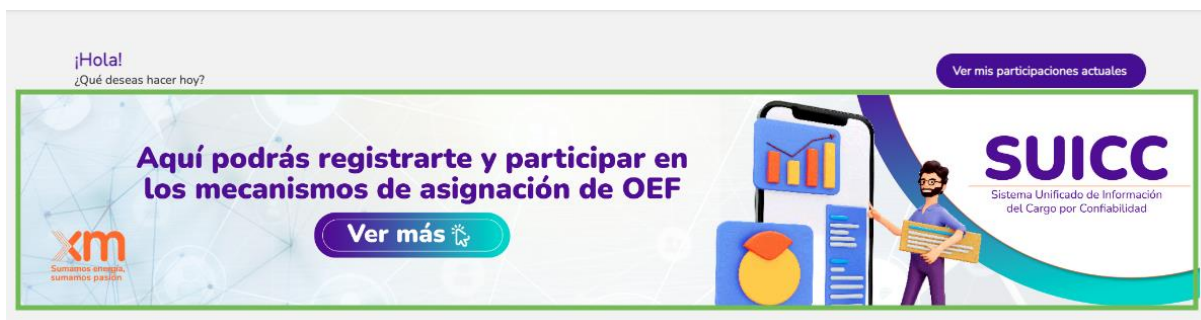 ¡Hola!
¿Qué deseas hacer hoy?
Ver mis participaciones actuales
Aquí podrás registrarte y participar en
los mecanismos de asignación de OEF
Ver más
xm
Sumamos energía,
sumamos pasión
SUICC
Sistema Unificado de Información
del Cargo por Confiabilidad